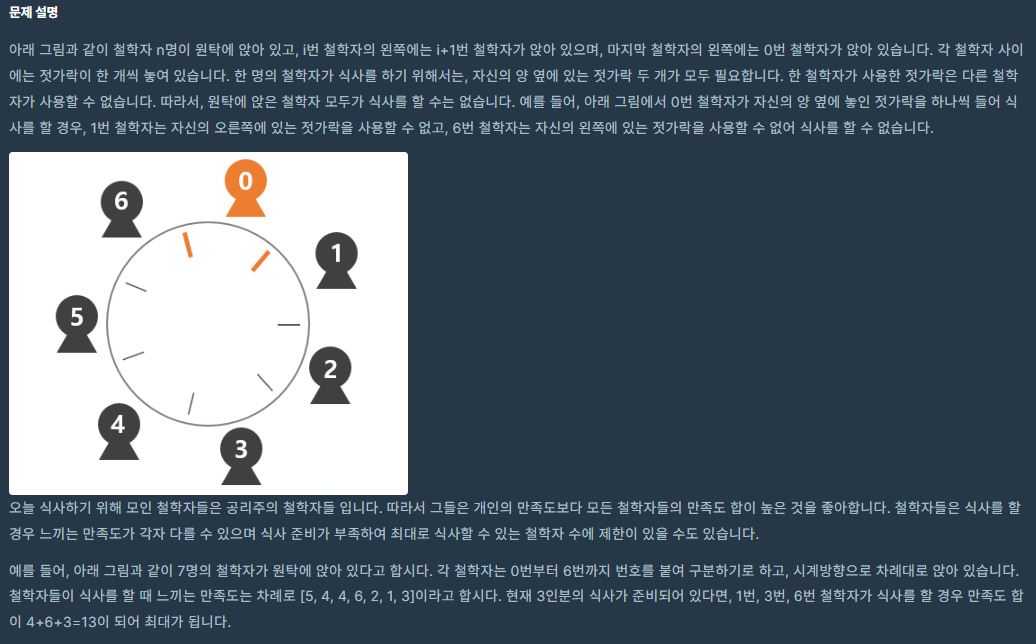 문제 설명
아래 그림과 같이 철학자 n명이 원탁에 앉아 있고, i번 철학자의 왼쪽에는 i+1번 철학자가 앉아 있으며, 마지막 철학자의 왼쪽에는 0번 철학자가 앉아 있습니다. 각 철학자 사이
에는 젓가락이 한 개씩 놓여 있습니다. 한 명의 철학자가 식사를 하기 위해서는, 자신의 양 옆에 있는 젓가락 두 개가 모두 필요합니다. 한 철학자가 사용한 젓가락은 다른 철학
자가 사용할 수 없습니다. 따라서, 원탁에 앉은 철학자 모두가 식사를 할 수는 없습니다. 예를 들어, 아래 그림에서 0번 철학자가 자신의 양 옆에 놓인 젓가락을 하나씩 들어 식
사를 할 경우, 1번 철학자는 자신의 오른쪽에 있는 젓가락을 사용할 수 없고, 6번 철학자는 자신의 왼쪽에 있는 젓가락을 사용할 수 없어 식사를 할 수 없습니다.
0
6
1
5
2
4
3
오늘 식사하기 위해 모인 철학자들은 공리주의 철학자들 입니다. 따라서 그들은 개인의 만족도보다 모든 철학자들의 만족도 합이 높은 것을 좋아합니다. 철학자들은 식사를 할
경우 느끼는 만족도가 각자 다를 수 있으며 식사 준비가 부족하여 최대로 식사할 수 있는 철학자 수에 제한이 있을 수도 있습니다.
예를 들어, 아래 그림과 같이 7명의 철학자가 원탁에 앉아 있다고 합시다. 각 철학자는 0번부터 6번까지 번호를 붙여 구분하기로 하고, 시계방향으로 차례대로 앉아 있습니다.
철학자들이 식사를 할 때 느끼는 만족도는 차례로 [5, 4, 4, 6, 2, 1, 3]이라고 합시다. 현재 3인분의 식사가 준비되어 있다면, 1번, 3번, 6번 철학자가 식사를 할 경우 만족도 합
이 4+6+3=13이 되어 최대가 됩니다.